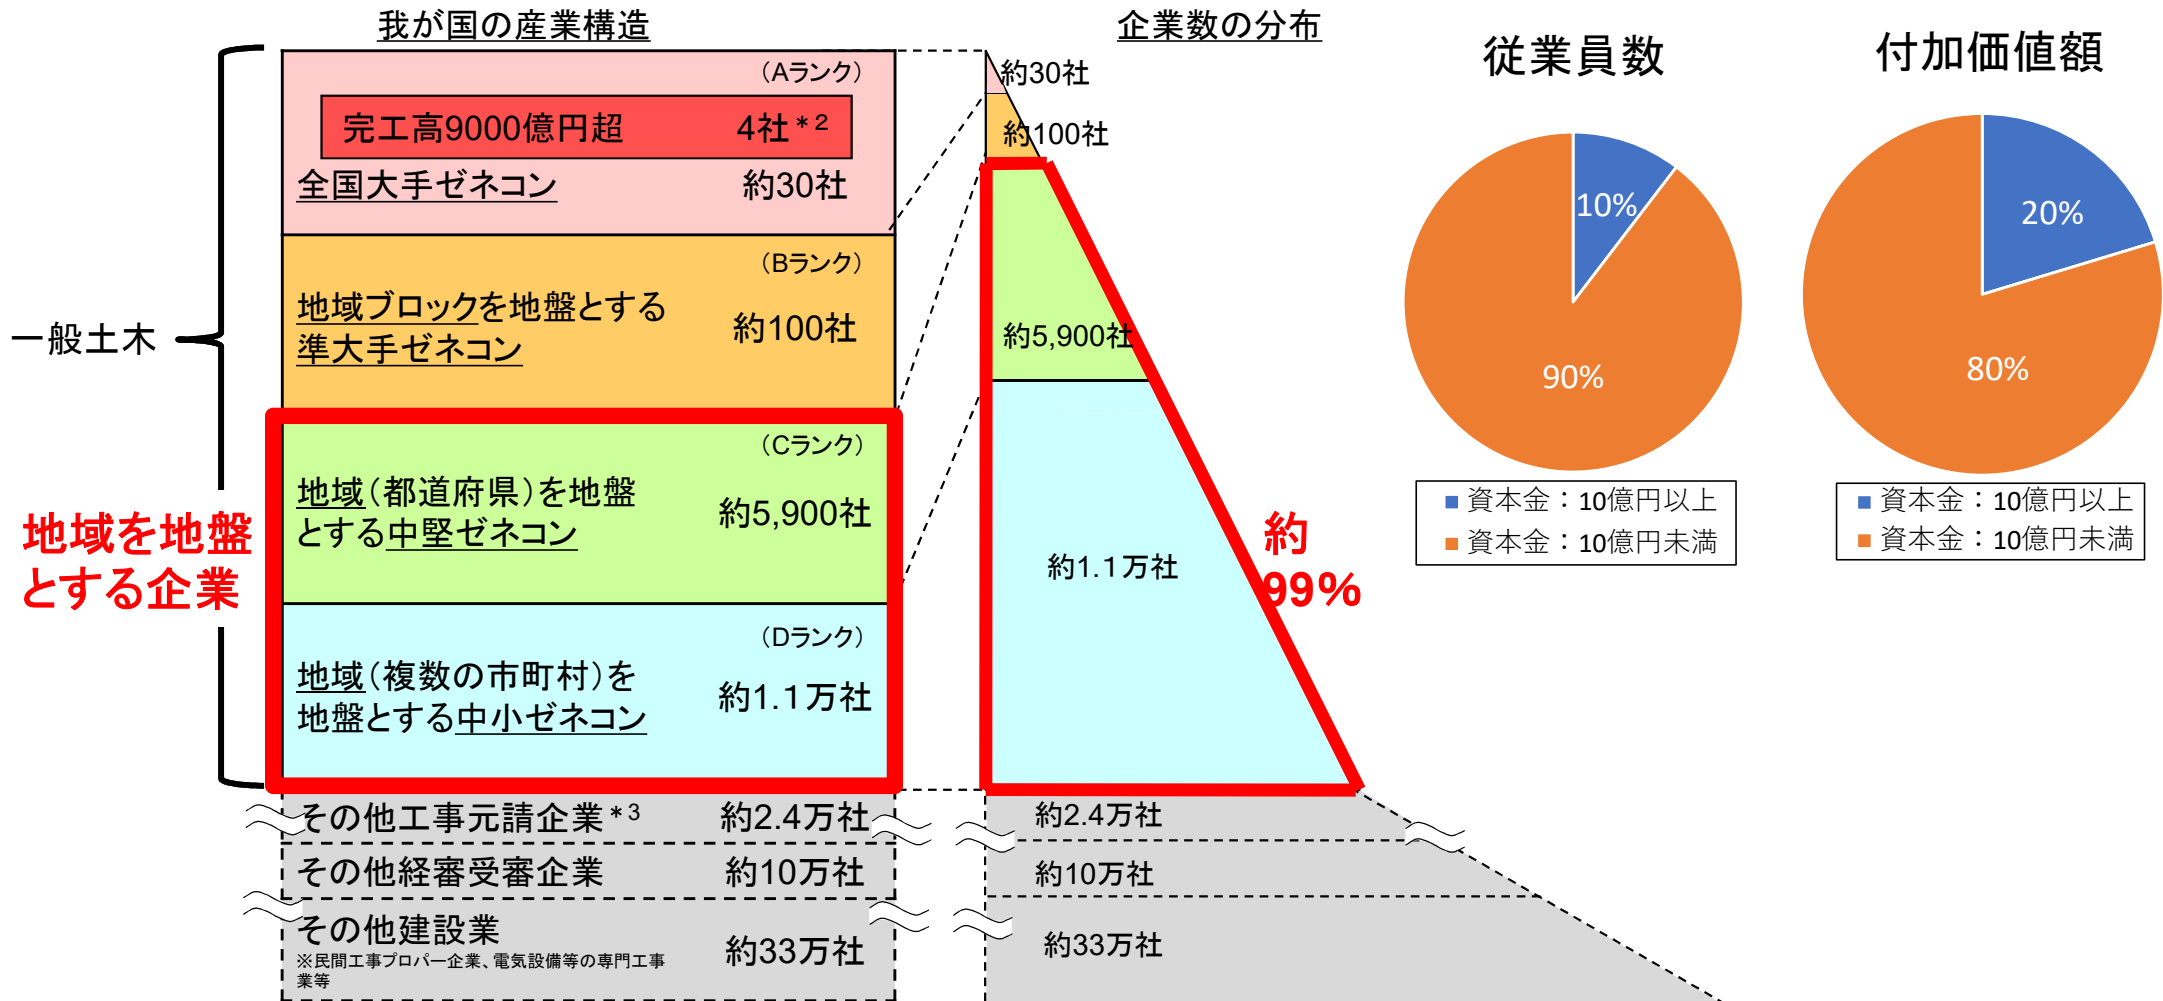 我が国の産業構造
企業数の分布
従業員数
付加価値額
一般土木
地域を地盤
とする企業
（Aランク）
完工高9000億円超 4社*2
全国大手ゼネコン 約30社
（Bランク）
地域ブロックを地盤とする
準大手ゼネコン
約100社
（Cランク）
地域（都道府県）を地盤
とする中堅ゼネコン
約5,900社
（Dランク）
地域（複数の市町村）を
地盤とする中小ゼネコン
約1.1万社
その他工事元請企業*3 約2.4万社
その他経審受審企業 約10万社
その他建設業
※民間工事プロパー企業、電気設備等の専門工事
業等
約33万社
約30社
約100社
約5,900社
約1.1万社
約
99%
約2.4万社
約10万社
約33万社
10%
90%
■ 資本金：10億円以上
■ 資本金：10億円未満
20%
80%
■ 資本金：10億円以上
■ 資本金：10億円未満